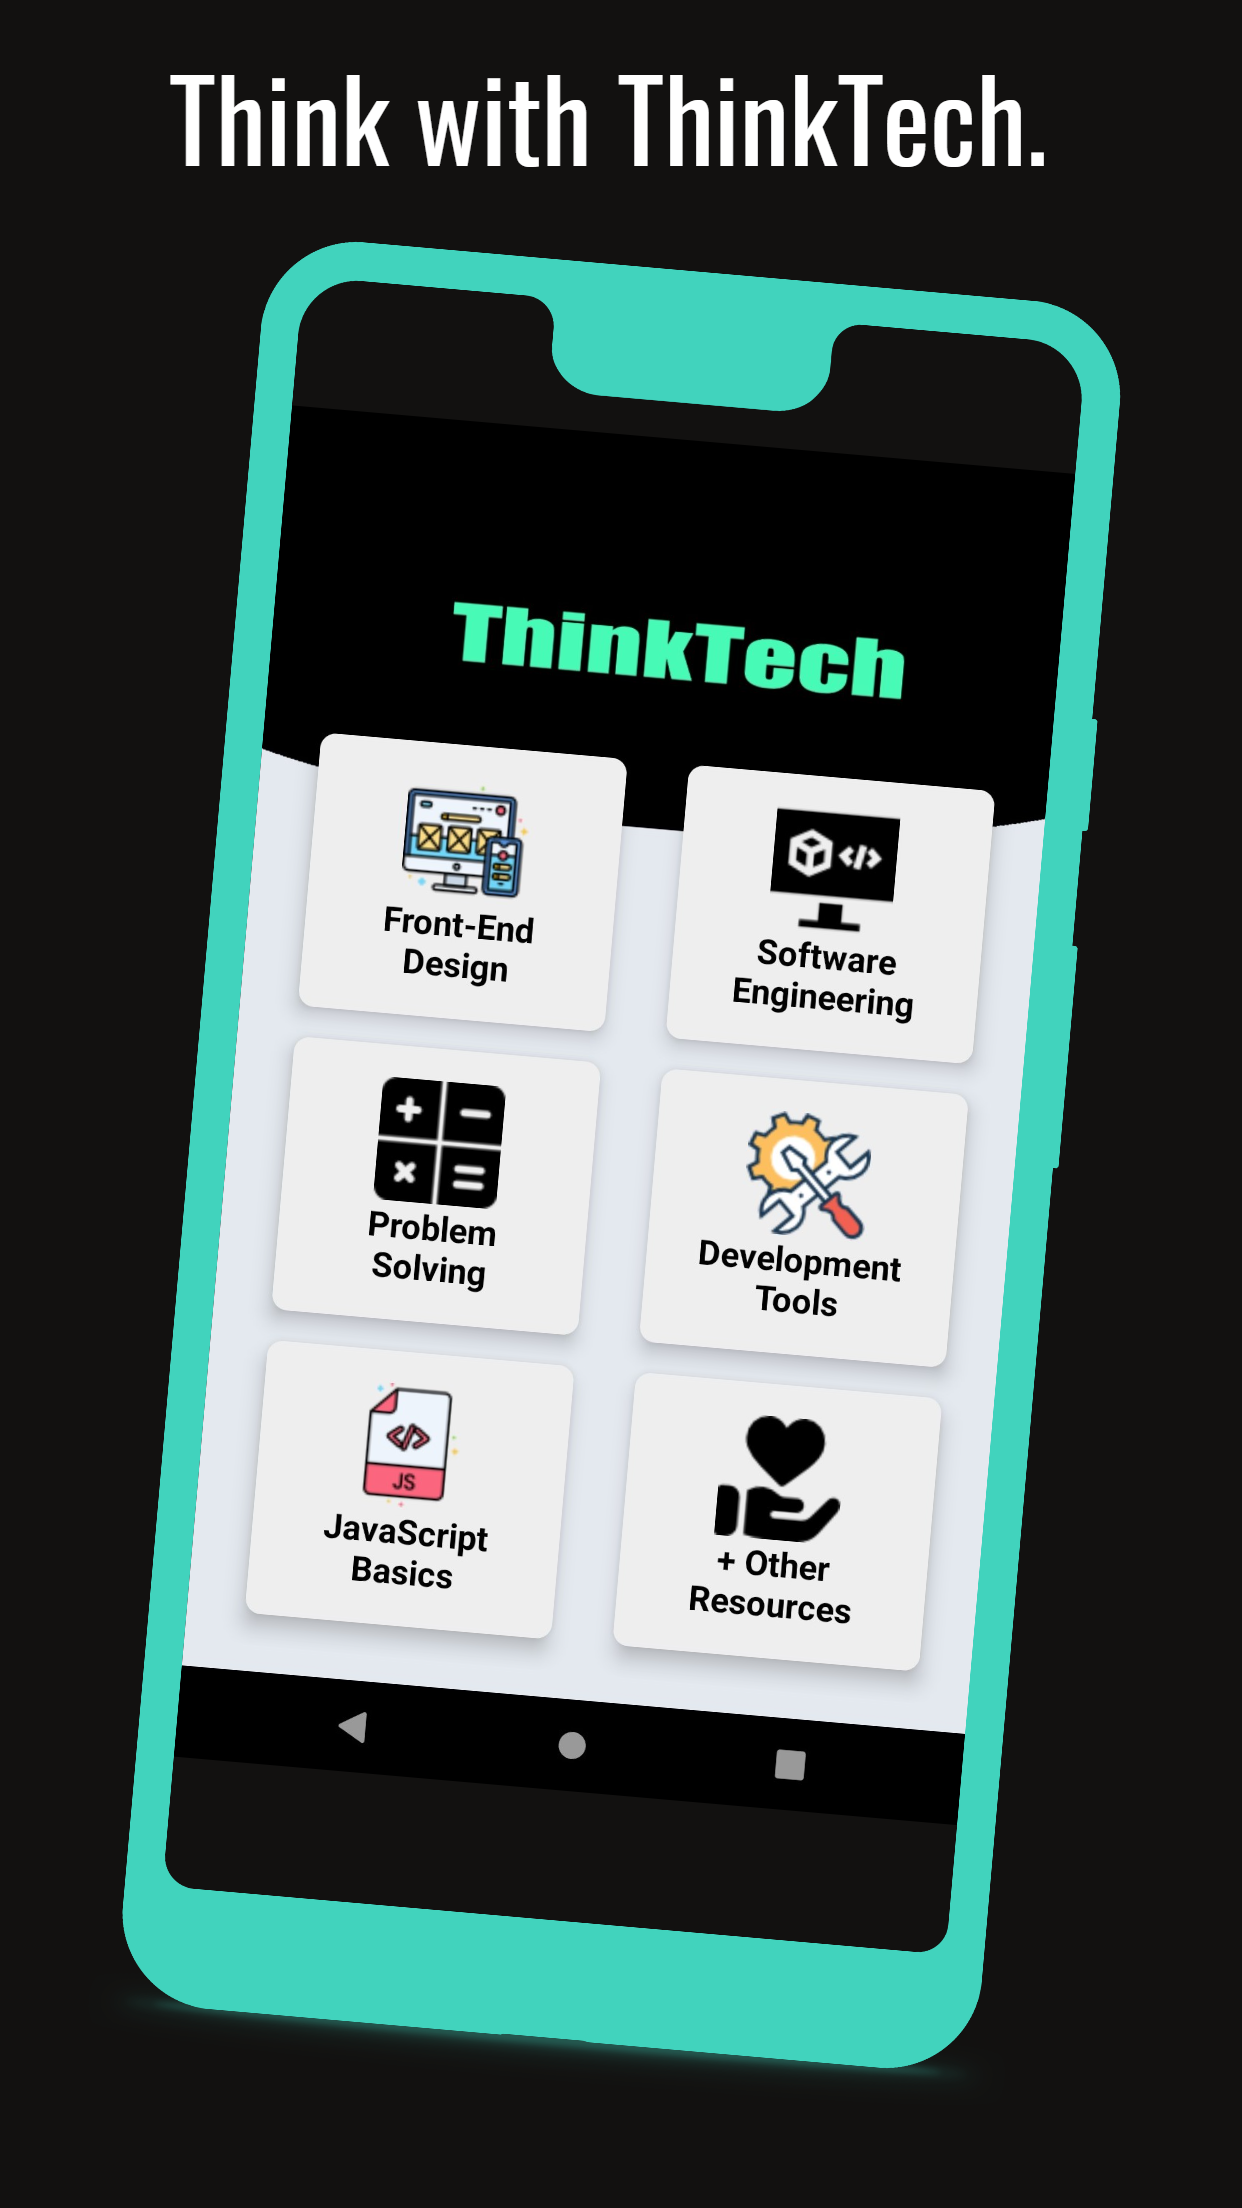 Think with ThinkTech.
ThinkTech
Front-End
Design
Software
Engineering
Problem
Solving
Development
Tools
JS
JavaScript
Basics
+ Other
Resources